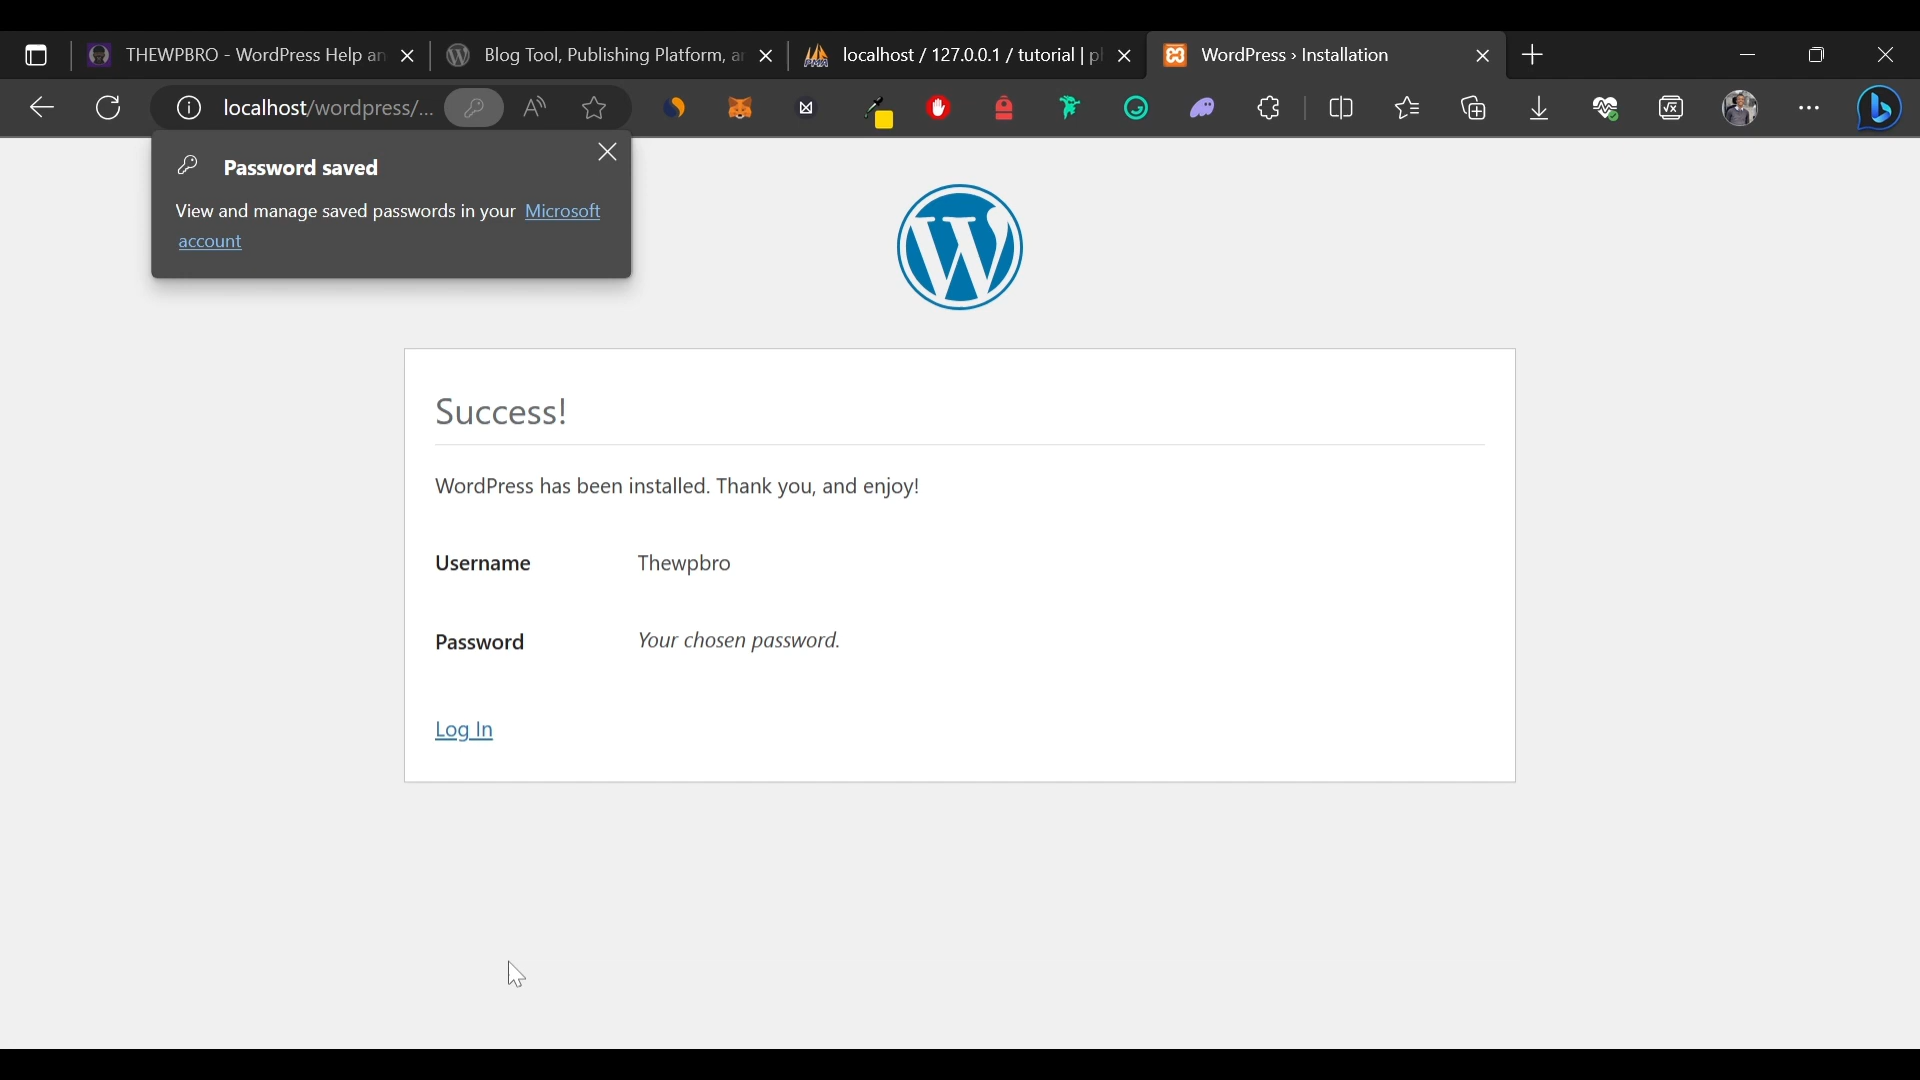 THEWPBRO - WordPress Help an
Blog Tool, Publishing Platform, a
localhost / 127.0.0.1 / tutorial | p
WordPress › Installation
localhost/wordpress/...
Password saved
View and manage saved passwords in your Microsoft
account
Success!
WordPress has been installed. Thank you, and enjoy!
Username Thewpbro
Password Your chosen password.
Log In